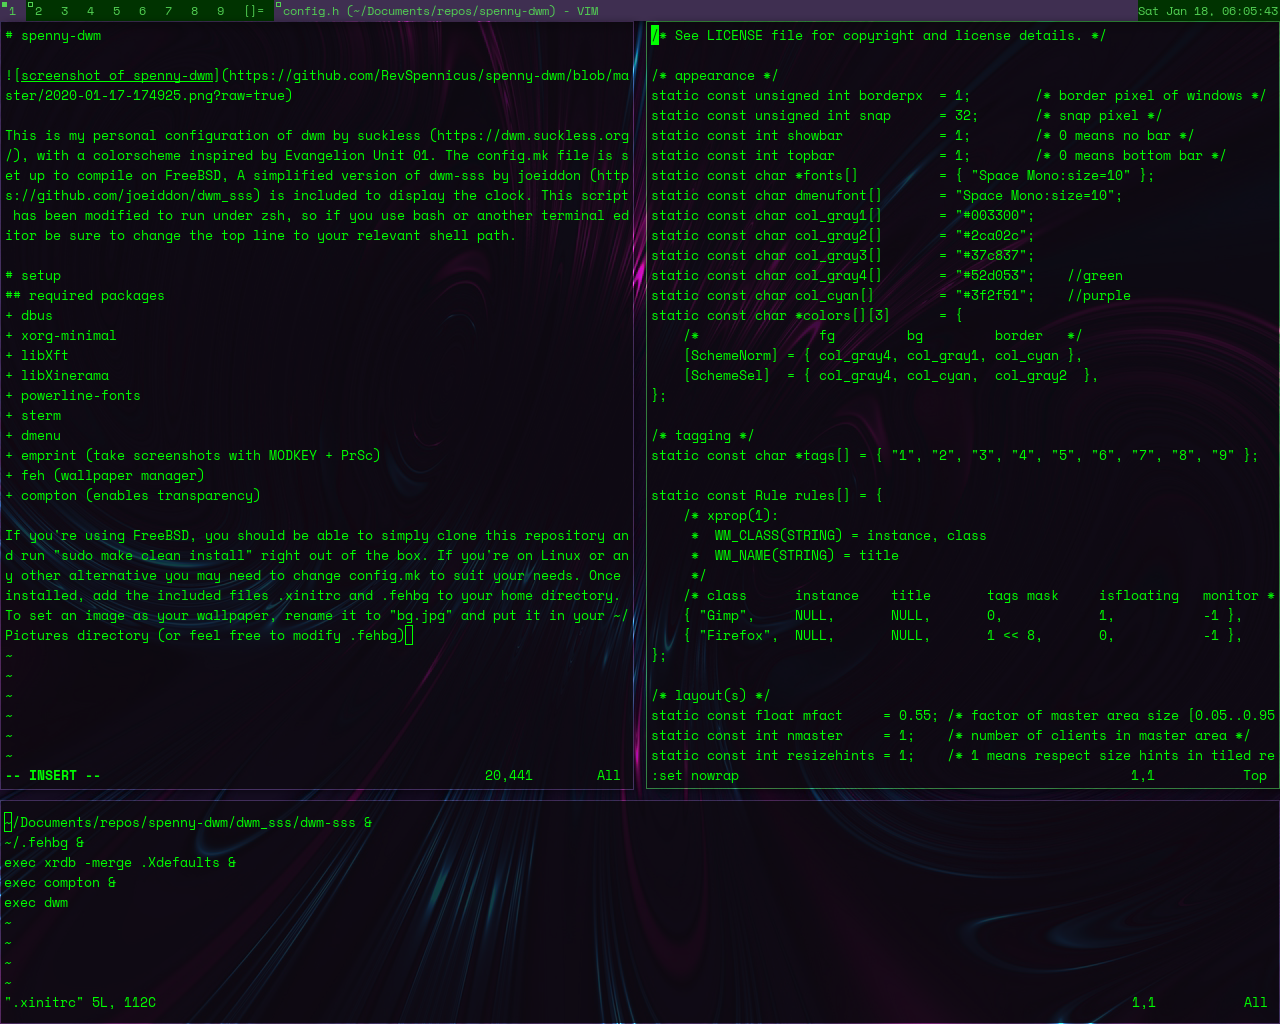 1 2 3 4 5 6 7 8 9 []= config.h (~/Documents/repos/spenny-dwm) - VIM Sat Jan 18, 06:05:43
# spenny-dwm
![screenshot of spenny-dwm](https://github.com/RevSpennicus/spenny-dwm/blob/ma
ster/2020-01-17-174925.png?raw=true)
This is my personal configuration of dwm by suckless (https://dwm.suckless.org
/), with a colorscheme inspired by Evangelion Unit 01. The config.mk file is s
et up to compile on FreeBSD, A simplified version of dwm-sss by joeiddon (http
s://github.com/joeiddon/dwm_sss) is included to display the clock. This script
has been modified to run under zsh, so if you use bash or another terminal ed
itor be sure to change the top line to your relevant shell path.
# setup
## required packages
+ dbus
+ xorg-minimal
+ libXft
+ libXinerama
+ powerline-fonts
+ sterm
+ dmenu
+ emprint (take screenshots with MODKEY + PrSc)
+ feh (wallpaper manager)
+ compton (enables transparency)
If you're using FreeBSD, you should be able to simply clone this repository an
d run "sudo make clean install" right out of the box. If you're on Linux or an
y other alternative you may need to change config.mk to suit your needs. Once
installed, add the included files .xinitrc and .fehbg to your home directory.
To set an image as your wallpaper, rename it to "bg.jpg" and put it in your ~/
Pictures directory (or feel free to modify .fehbg)
~
~
~
~
~
~
-- INSERT -- 20,441 All
/* See LICENSE file for copyright and license details. */
/* appearance */
static const unsigned int borderpx  = 1;        /* border pixel of windows */
static const unsigned int snap      = 32;       /* snap pixel */
static const int showbar            = 1;        /* 0 means no bar */
static const int topbar             = 1;        /* 0 means bottom bar */
static const char *fonts[]          = { "Space Mono:size=10" };
static const char dmenufont[]       = "Space Mono:size=10";
static const char col_gray1[]       = "#003300";
static const char col_gray2[]       = "#2ca02c";
static const char col_gray3[]       = "#37c837";
static const char col_gray4[]       = "#52d053";    //green
static const char col_cyan[]        = "#3f2f51";    //purple
static const char *colors[][3]      = {
    /*               fg         bg         border   */
    [SchemeNorm] = { col_gray4, col_gray1, col_cyan },
    [SchemeSel]  = { col_gray4, col_cyan,  col_gray2  },
};
/* tagging */
static const char *tags[] = { "1", "2", "3", "4", "5", "6", "7", "8", "9" };
static const Rule rules[] = {
    /* xprop(1):
     *  WM_CLASS(STRING) = instance, class
     *  WM_NAME(STRING) = title
     */
    /* class      instance    title       tags mask     isfloating   monitor *
    { "Gimp",     NULL,       NULL,       0,            1,           -1 },
    { "Firefox",  NULL,       NULL,       1 << 8,       0,           -1 },
};
/* layout(s) */
static const float mfact     = 0.55; /* factor of master area size [0.05..0.95
static const int nmaster     = 1;    /* number of clients in master area */
static const int resizehints = 1;    /* 1 means respect size hints in tiled re
:set nowrap 1,1 Top
~/Documents/repos/spenny-dwm/dwm_sss/dwm-sss &
~/.fehbg &
exec xrdb -merge .Xdefaults &
exec compton &
exec dwm
~
~
~
~
".xinitrc" 5L, 112C 1,1 All